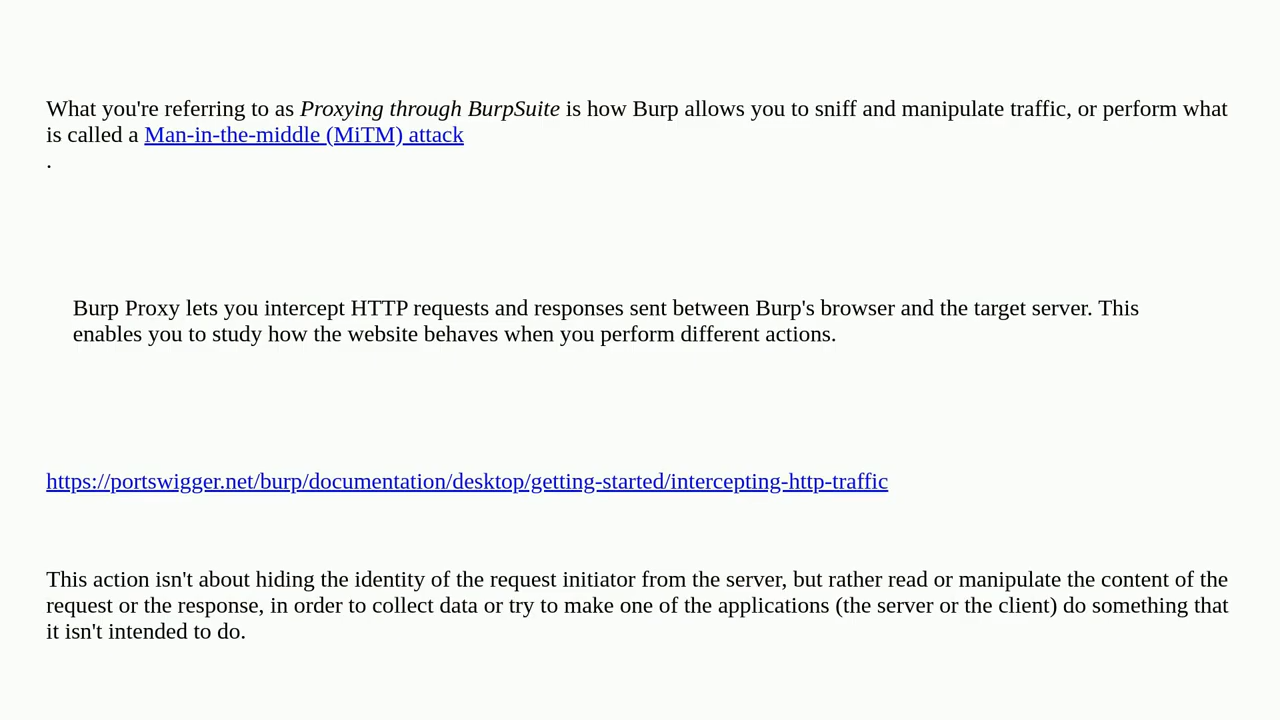 What you're referring to as Proxying through BurpSuite is how Burp allows you to sniff and manipulate traffic, or perform what
is called a Man-in-the-middle (MiTM) attack
.
Burp Proxy lets you intercept HTTP requests and responses sent between Burp's browser and the target server. This
enables you to study how the website behaves when you perform different actions.
https://portswigger.net/burp/documentation/desktop/getting-started/intercepting-http-traffic
This action isn't about hiding the identity of the request initiator from the server, but rather read or manipulate the content of the
request or the response, in order to collect data or try to make one of the applications (the server or the client) do something that
it isn't intended to do.